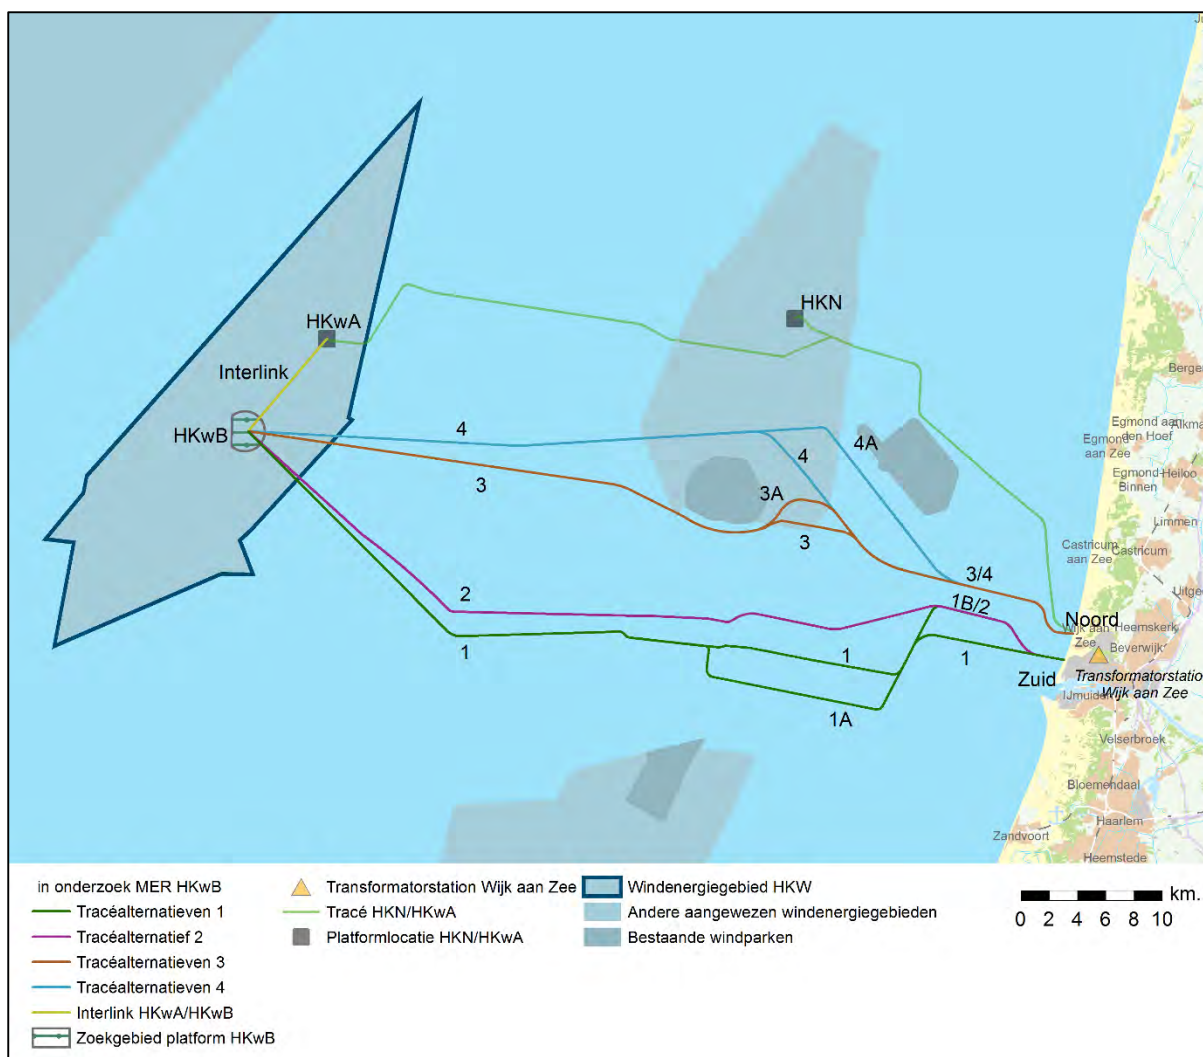 HKwA
HKN
Interlink
HKwB
4
4A
4
3
3A
3
3/4
2
1B/2
1
1
1
1A
Noord
Zuid
Transformatorstatio
Wijk aan Zee
Bergen
Egmond aan
den Hoef
Alkma
Egmond
aan Zee
Egmond-
Binnen
Heiloo
Limmen
Castricum
aan Zee
Castricum
Uitgee
Wijk aan
Zee
Heemskerk
Beverwijk
IJmuiden
Velserbroek
Bloemendaal
Haarlem
Zandvoort
Heemstede
in onderzoek MER HKwB
Tracéalternatieven 1
Tracéalternatief 2
Tracéalternatieven 3
Tracéalternatieven 4
Interlink HKwA/HKwB
Zoekgebied platform HKwB
Transformatorstation Wijk aan Zee
Tracé HKN/HKwA
Platformlocatie HKN/HKwA
Windenergiegebied HKW
Andere aangewezen windenergiegebieden
Bestaande windparken
km.
0 2 4 6 8 10